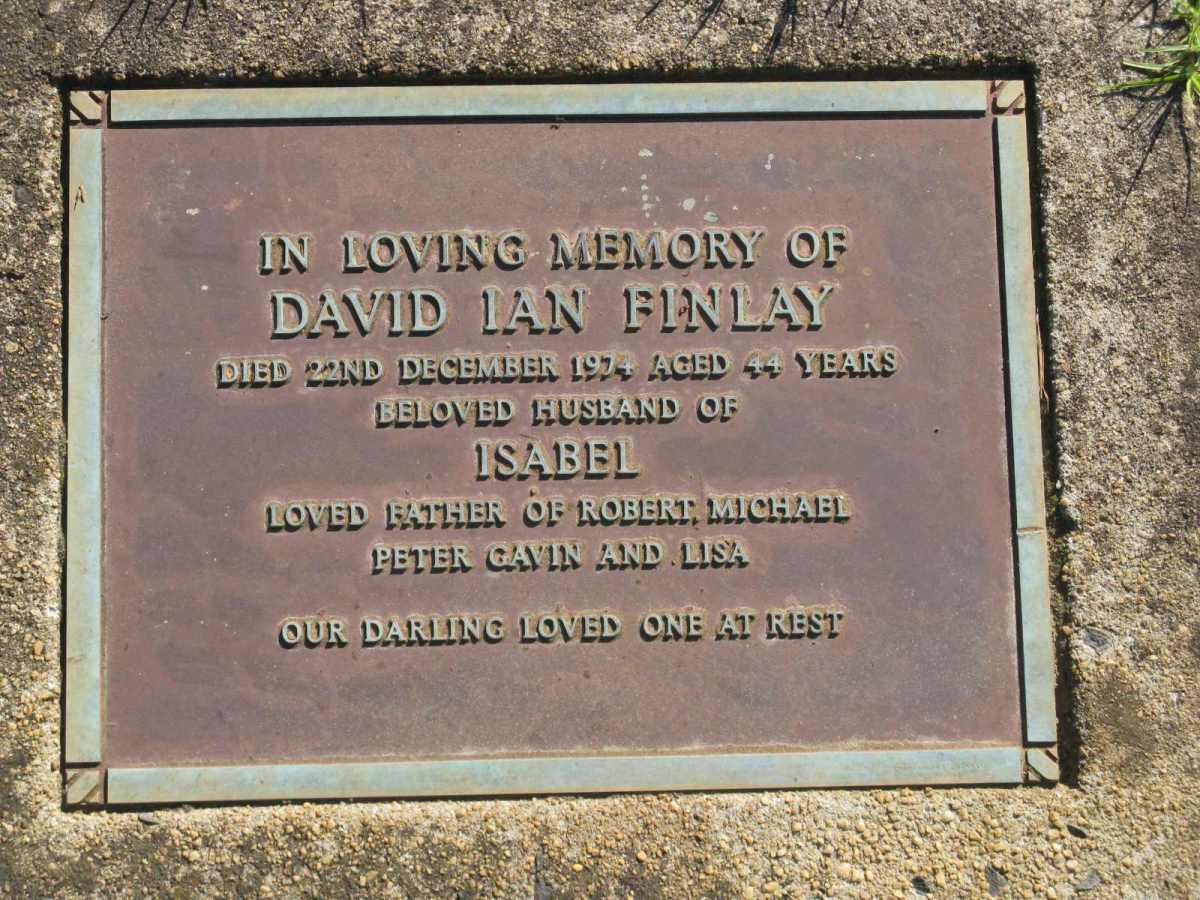 IN LOVING MEMORY OF
DAVID IAN FINLAY
DIED 22ND DECEMBER 1974 AGED 44 YEARS
BELOVED HUSBAND OF
ISABEL
LOVED FATHER OF ROBERT, MICHAEL
PETER GAVIN AND LISA
OUR DARLING LOVED ONE AT REST